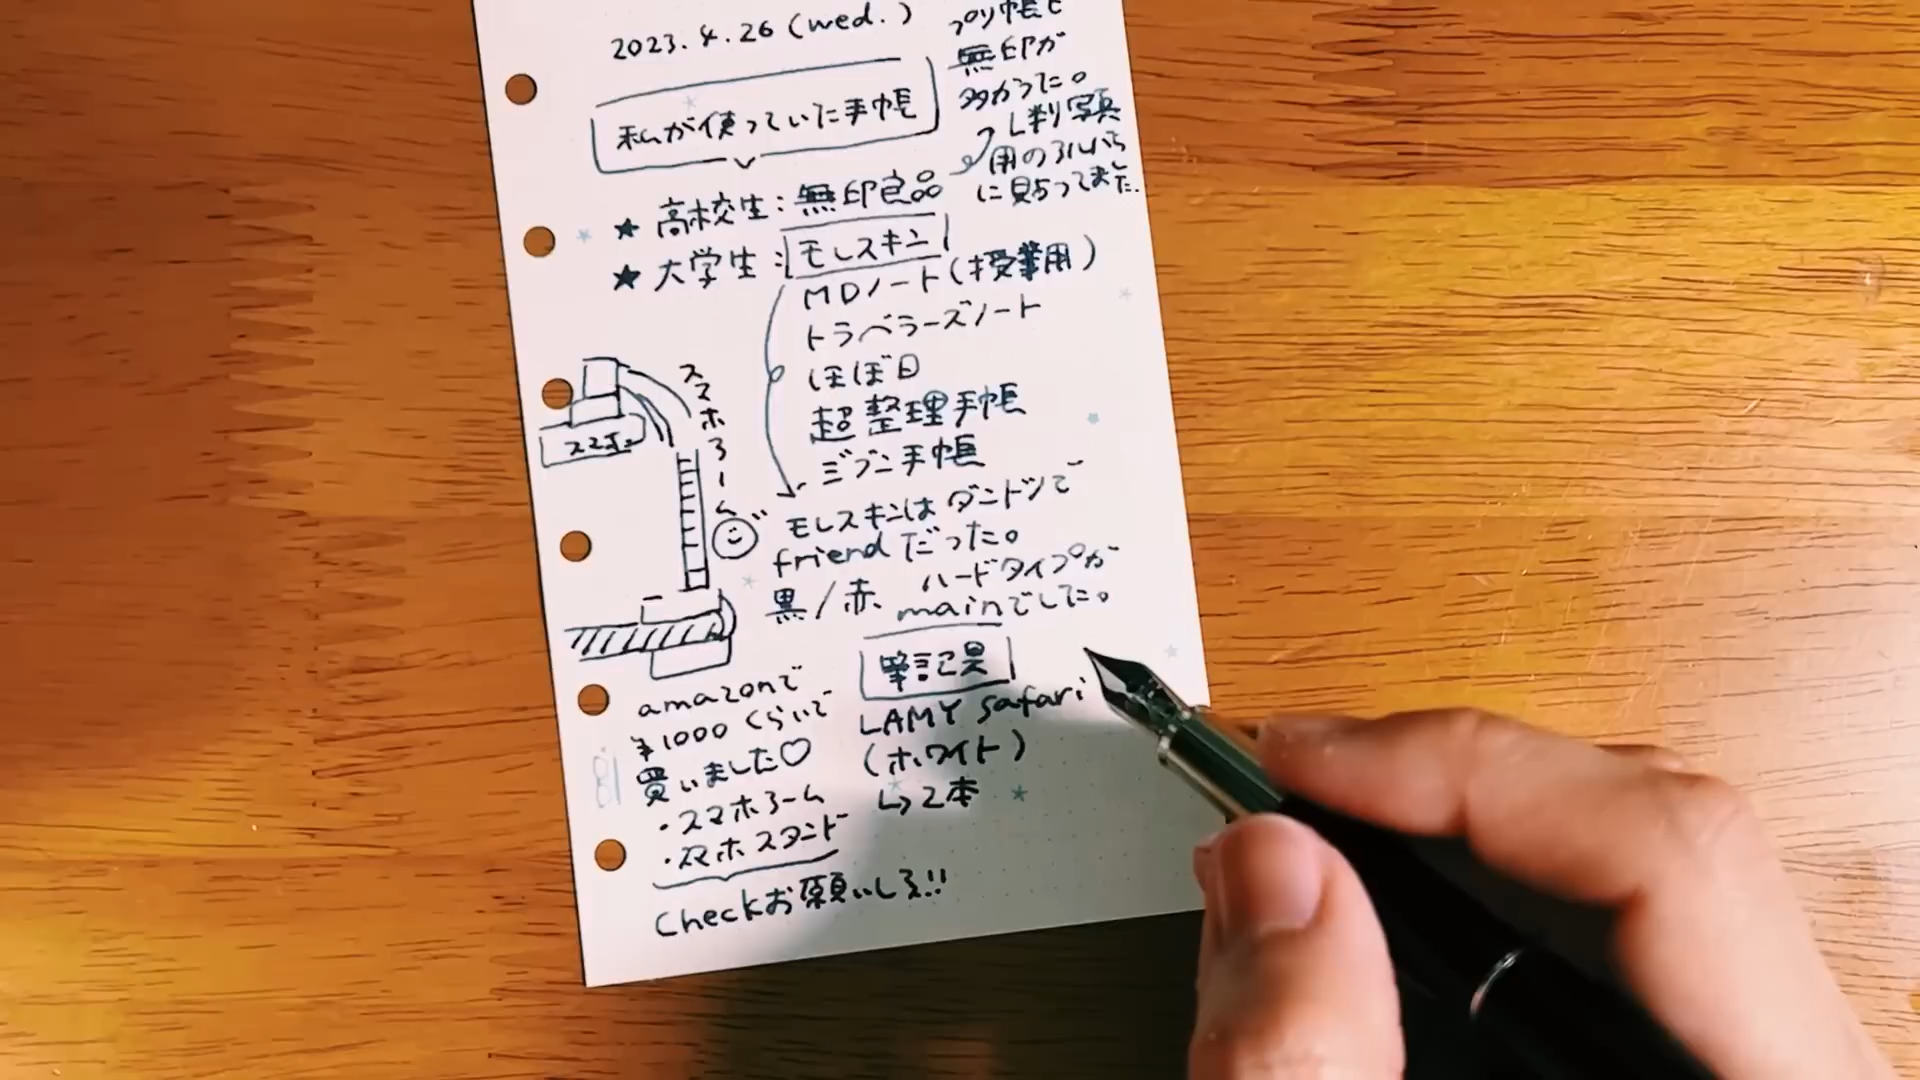 2023.4.26 (wed.)
私が使っていた手帳
プリ帳と
無印が
多かった。
L判写真
用のアルバム
に貼ってました.
★ 高校生:無印良品
★ 大学生:モレスキン
MDノート(授業用)
トラベラーズノート
ほぼ日
超整理手帳
ジブン手帳
モレスキンはダントツで
friendだった。
黒/赤 ハードタイプが
mainでした。
スマホアーム
スマホ
amazonで
¥1000くらいで
買いました♡
・スマホアーム
・スマホスタンド
Checkお願いしる!!
筆記具
LAMY safari
(ホワイト)
↳2本